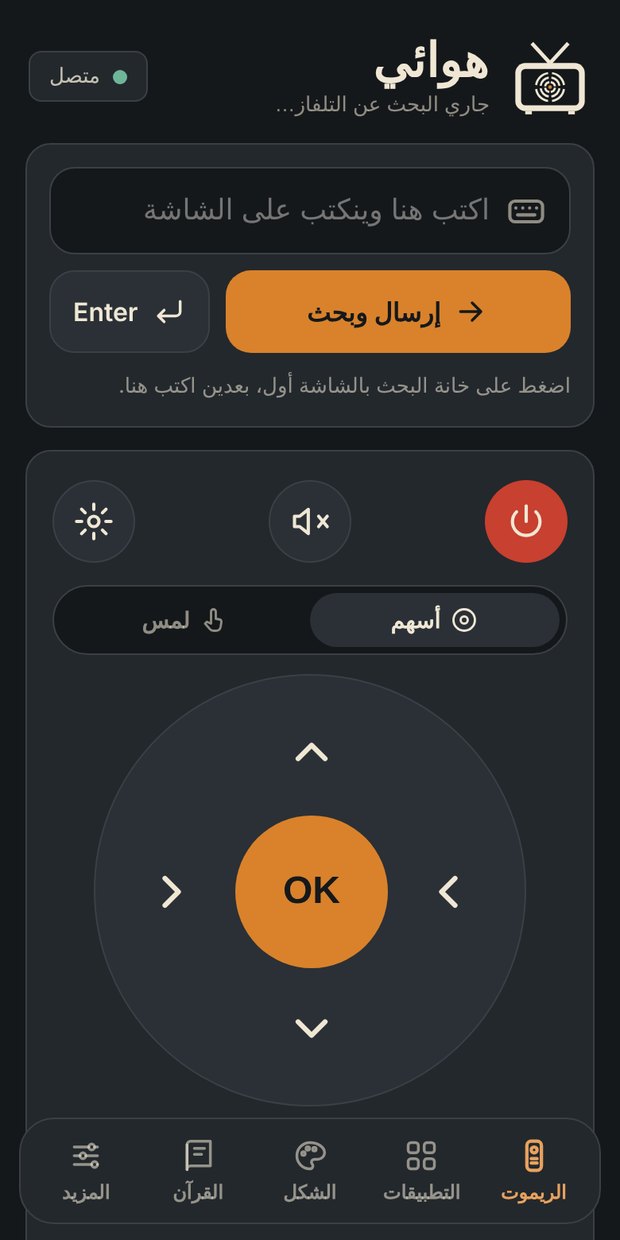 هوائي
جاري البحث عن التلفاز...
متصل
اكتب هنا وينكتب على الشاشة
إرسال وبحث
Enter
اضغط على خانة البحث بالشاشة أول، بعدين اكتب هنا.
أسهم
لمس
OK
الريموت
التطبيقات
الشكل
القرآن
المزيد